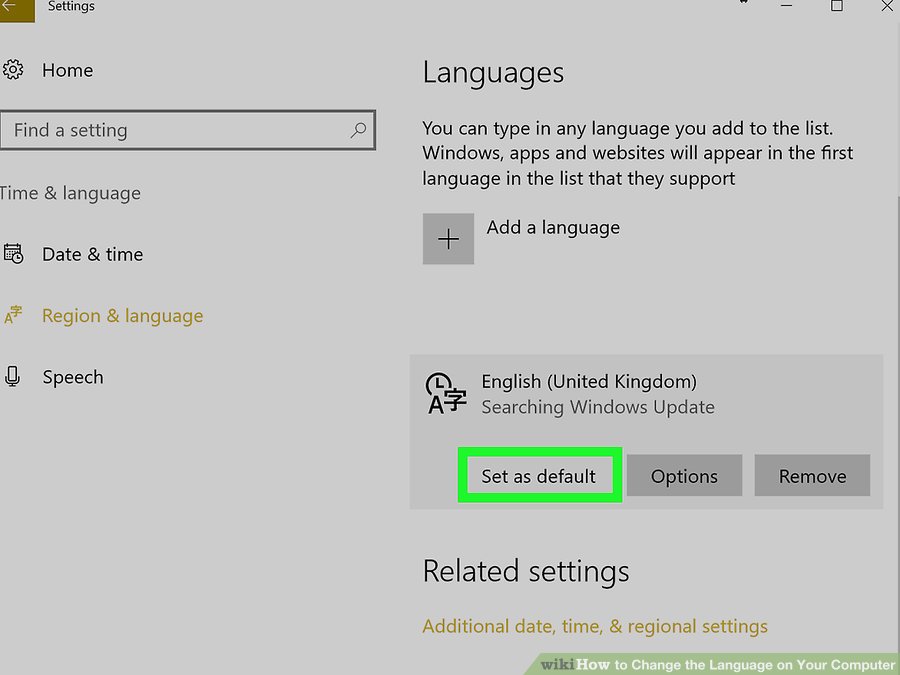 Settings
Home
Find a setting
Time & language
Date & time
Region & language
Speech
Languages
You can type in any language you add to the list.
Windows, apps and websites will appear in the first
language in the list that they support
Add a language
English (United Kingdom)
Searching Windows Update
Set as default
Options
Remove
Related settings
Additional date, time, & regional settings
wikiHow to Change the Language on Your Computer